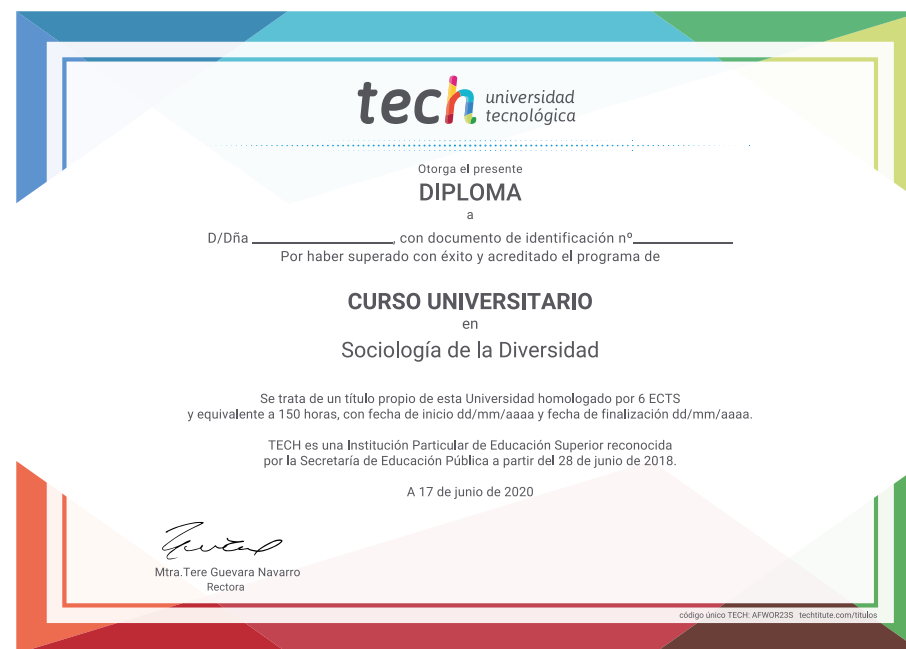 tech universidad
tecnológica
Otorga el presente
DIPLOMA
a
D/Dña ____________________, con documento de identificación nº______________
Por haber superado con éxito y acreditado el programa de
CURSO UNIVERSITARIO
en
Sociología de la Diversidad
Se trata de un título propio de esta Universidad homologado por 6 ECTS
y equivalente a 150 horas, con fecha de inicio dd/mm/aaaa y fecha de finalización dd/mm/aaaa.
TECH es una Institución Particular de Educación Superior reconocida
por la Secretaría de Educación Pública a partir del 28 de junio de 2018.
A 17 de junio de 2020
Mtra.Tere Guevara Navarro
Rectora
código único TECH: AFWOR23S techtitute.com/titulos